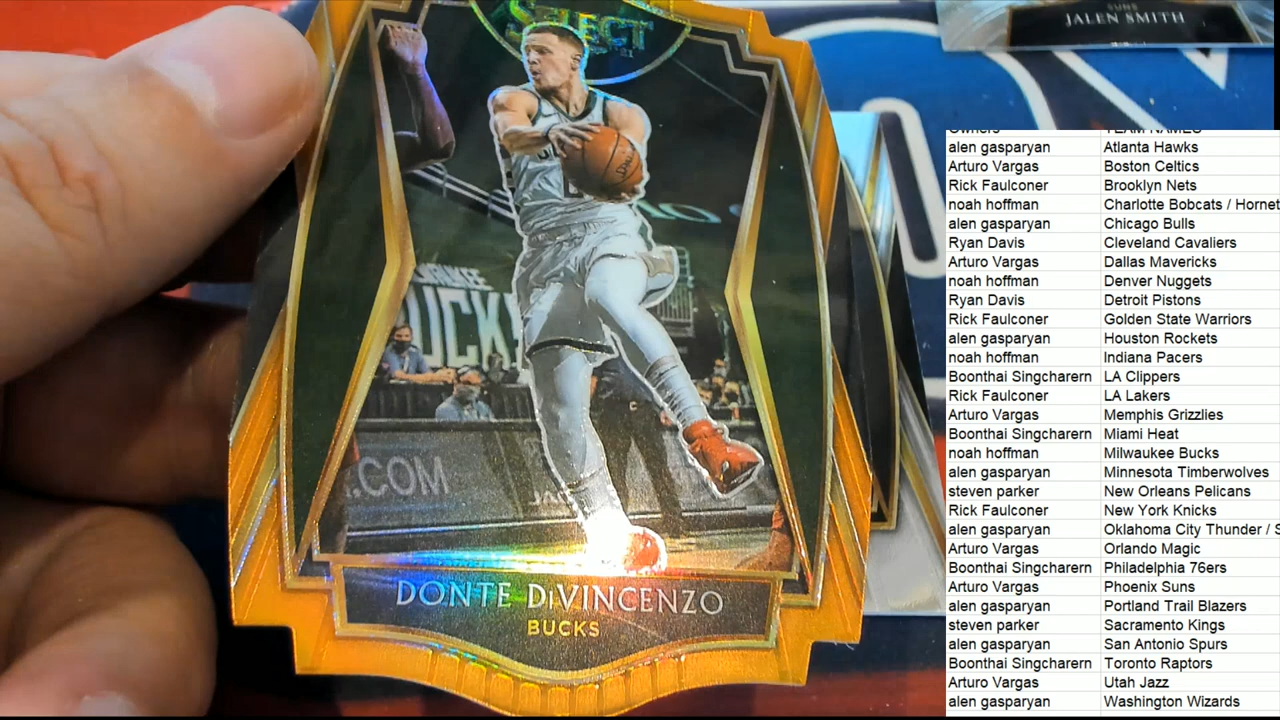 SELECT
SUNS
JALEN SMITH
UCK
.COM
DONTE DiVINCENZO
BUCKS
Owners TEAM NAMES
alen gasparyan Atlanta Hawks
Arturo Vargas Boston Celtics
Rick Faulconer Brooklyn Nets
noah hoffman Charlotte Bobcats / Hornet
alen gasparyan Chicago Bulls
Ryan Davis Cleveland Cavaliers
Arturo Vargas Dallas Mavericks
noah hoffman Denver Nuggets
Ryan Davis Detroit Pistons
Rick Faulconer Golden State Warriors
alen gasparyan Houston Rockets
noah hoffman Indiana Pacers
Boonthai Singcharern LA Clippers
Rick Faulconer LA Lakers
Arturo Vargas Memphis Grizzlies
Boonthai Singcharern Miami Heat
noah hoffman Milwaukee Bucks
alen gasparyan Minnesota Timberwolves
steven parker New Orleans Pelicans
Rick Faulconer New York Knicks
alen gasparyan Oklahoma City Thunder / S
Arturo Vargas Orlando Magic
Boonthai Singcharern Philadelphia 76ers
Arturo Vargas Phoenix Suns
alen gasparyan Portland Trail Blazers
steven parker Sacramento Kings
alen gasparyan San Antonio Spurs
Boonthai Singcharern Toronto Raptors
Arturo Vargas Utah Jazz
alen gasparyan Washington Wizards